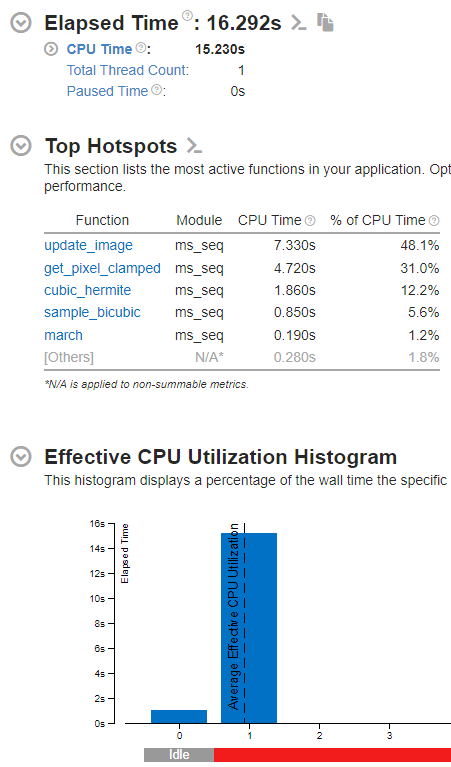 Elapsed Time ?: 16.292s
CPU Time ?: 15.230s
Total Thread Count: 1
Paused Time ?: 0s
Top Hotspots
This section lists the most active functions in your application. Opt
performance.
Function Module CPU Time ? % of CPU Time ?
update_image ms_seq 7.330s 48.1%
get_pixel_clamped ms_seq 4.720s 31.0%
cubic_hermite ms_seq 1.860s 12.2%
sample_bicubic ms_seq 0.850s 5.6%
march ms_seq 0.190s 1.2%
[Others] N/A* 0.280s 1.8%
*N/A is applied to non-summable metrics.
Effective CPU Utilization Histogram
This histogram displays a percentage of the wall time the specific
16s
14s
12s
10s
8s
6s
4s
2s
0s
Elapsed Time
Average Effective CPU Utilization
0 1 2 3
Idle